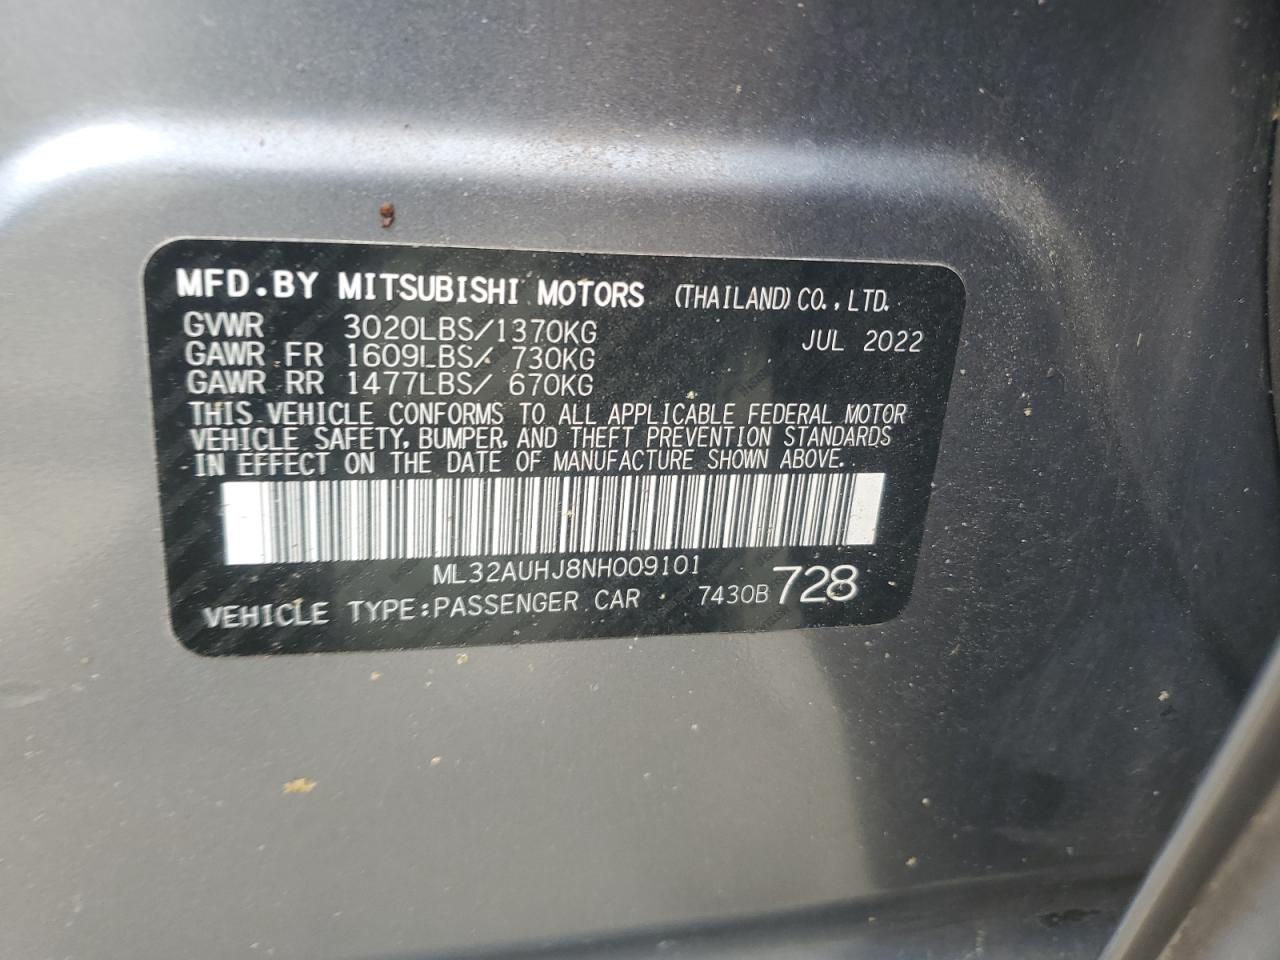 MFD.BY MITSUBISHI MOTORS (THAILAND) CO., LTD.
GVWR 3020LBS/1370KG JUL 2022
GAWR FR 1609LBS/ 730KG
GAWR RR 1477LBS/ 670KG
THIS VEHICLE CONFORMS TO ALL APPLICABLE FEDERAL MOTOR
VEHICLE SAFETY, BUMPER, AND THEFT PREVENTION STANDARDS
IN EFFECT ON THE DATE OF MANUFACTURE SHOWN ABOVE.
ML32AUHJ8NH009101
VEHICLE TYPE:PASSENGER CAR 7430B 728